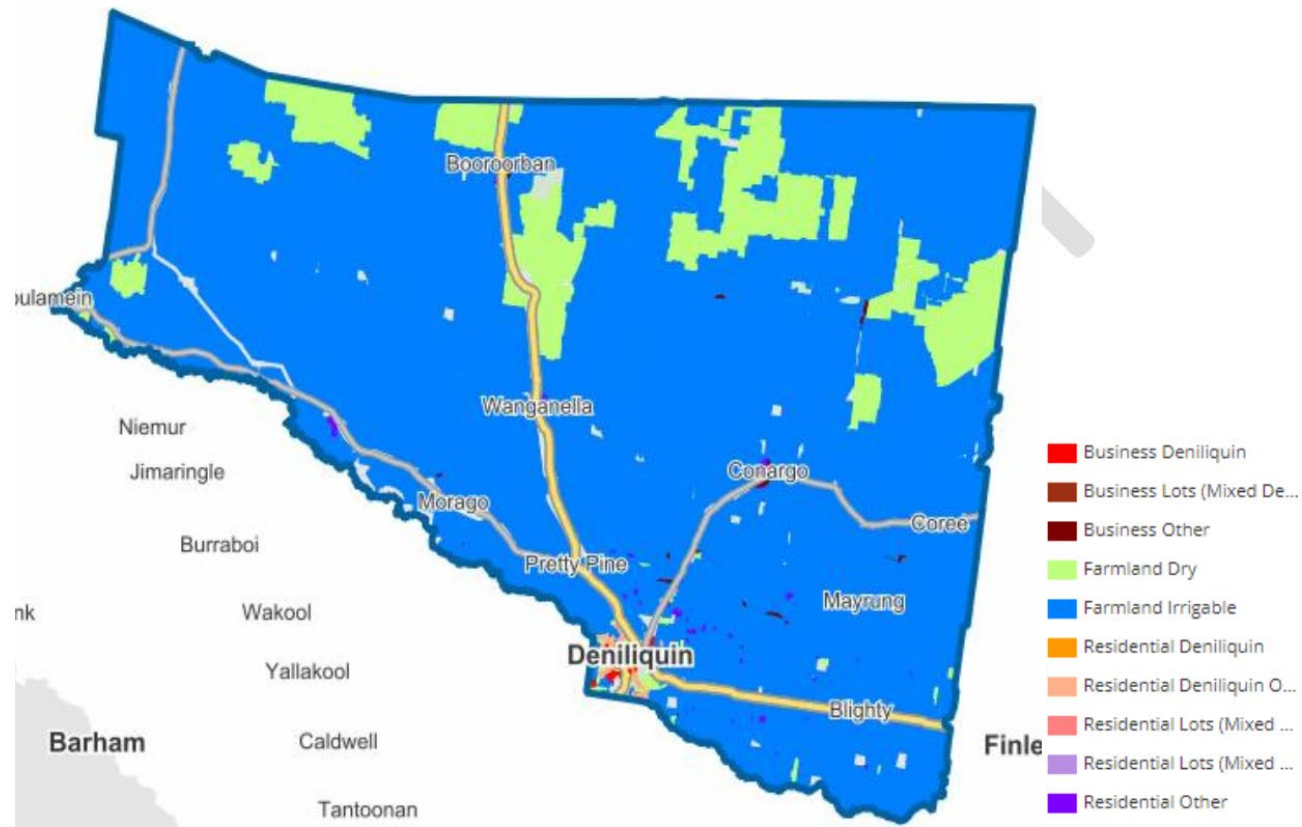 Booroorban
oulamein
Wanganella
Niemur
Jimaringle
Conargo
Morago
Coree
Burraboi
Pretty Pine
Mayrung
nk
Wakool
Deniliquin
Yallakool
Blighty
Barham
Caldwell
Finle
Tantoonan
Business Deniliquin
Business Lots (Mixed De...
Business Other
Farmland Dry
Farmland Irrigable
Residential Deniliquin
Residential Deniliquin O...
Residential Lots (Mixed ...
Residential Lots (Mixed ...
Residential Other